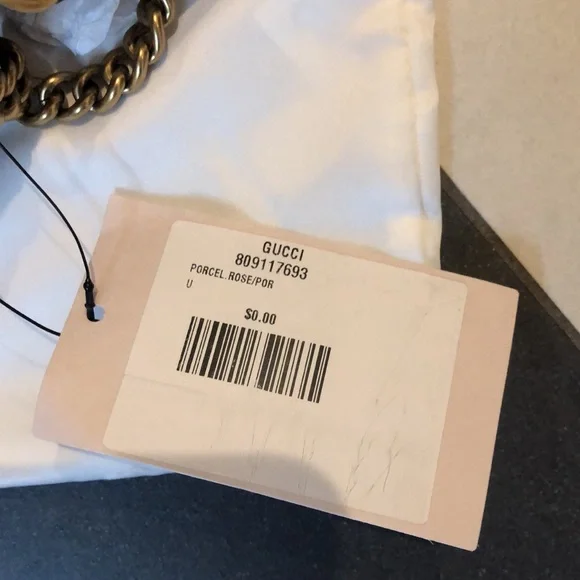 GUCCI
809117693
PORCEL.ROSE/POR
U
$0.00